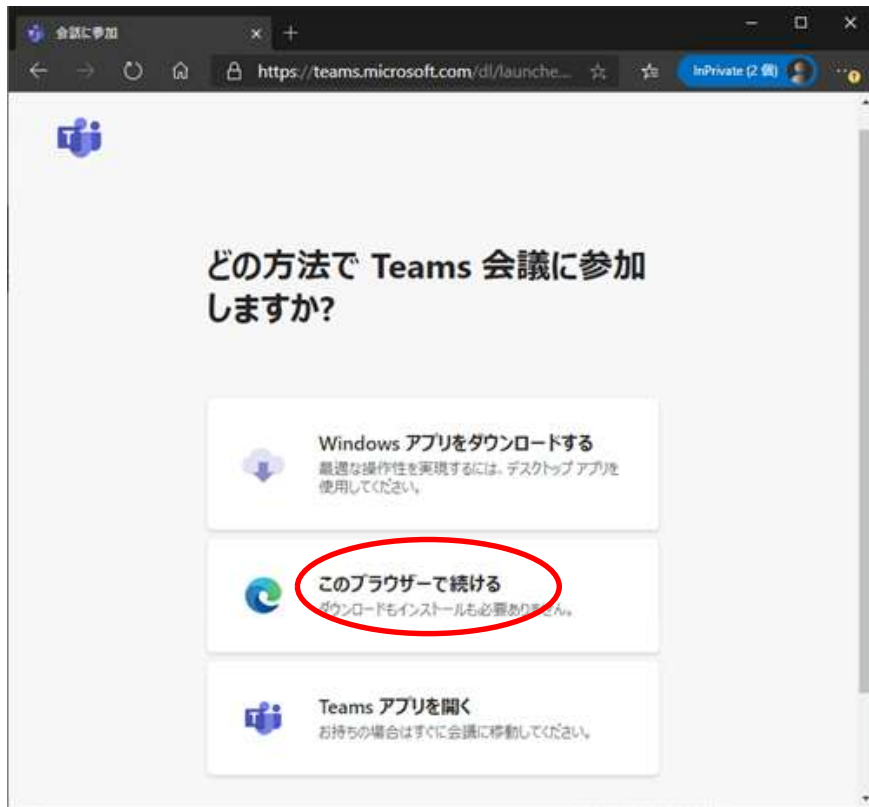 会議に参加
https://teams.microsoft.com/dl/launche...
InPrivate (2 個)
どの方法で Teams 会議に参加
しますか?
Windows アプリをダウンロードする
最適な操作性を実現するには、デスクトップ アプリを
使用してください。
このブラウザーで続ける
ダウンロードもインストールも必要ありません。
Teams アプリを開く
お持ちの場合はすぐに会議に移動してください。